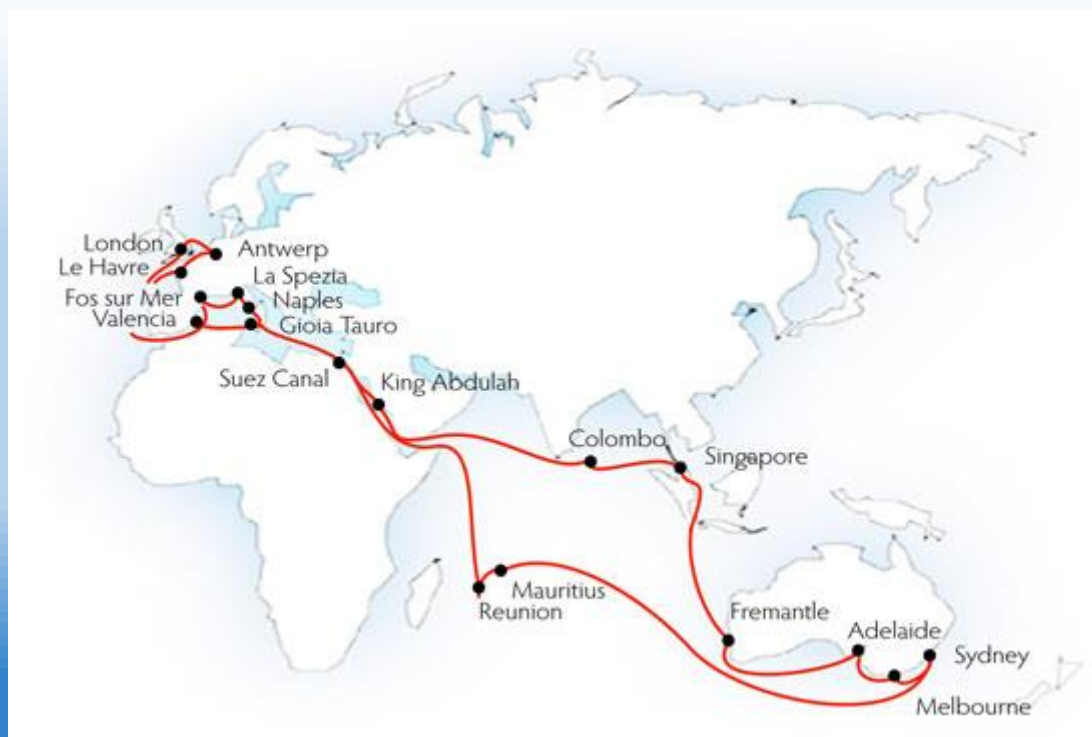 London
Antwerp
Le Havre
La Spezia
Fos sur Mer
Naples
Valencia
Gioia Tauro
Suez Canal
King Abdulah
Colombo
Singapore
Mauritius
Reunion
Fremantle
Adelaide
Sydney
Melbourne